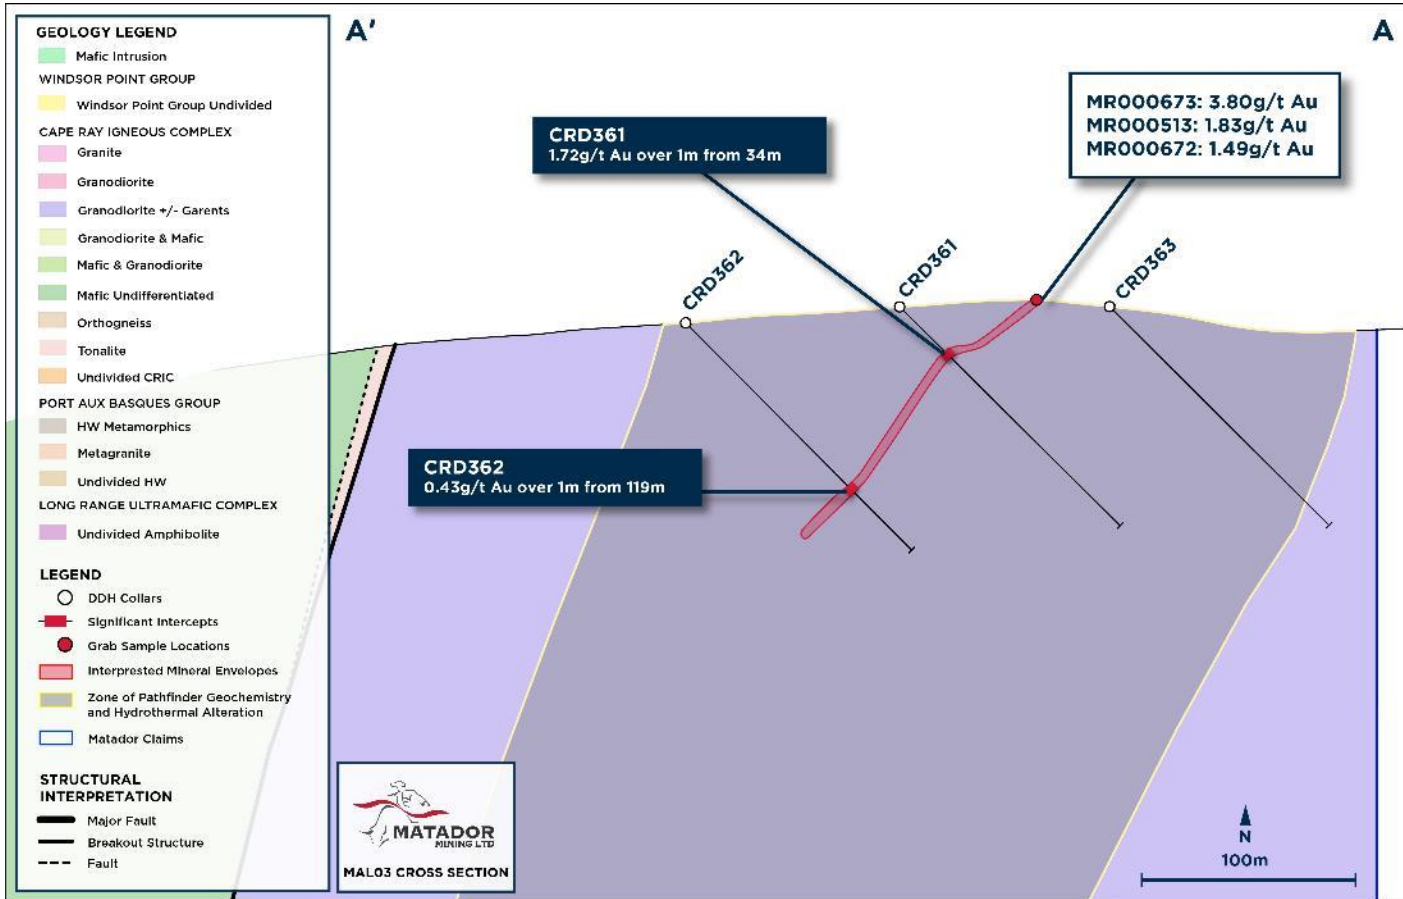 GEOLOGY LEGEND
Mafic Intrusion
WINDSOR POINT GROUP
Windsor Point Group Undivided
CAPE RAY IGNEOUS COMPLEX
Granite
Granodiorite
Granodiorite +/- Garents
Granodiorite & Mafic
Mafic & Granodiorite
Mafic Undifferentiated
Orthogneiss
Tonalite
Undivided CRIC
PORT AUX BASQUES GROUP
HW Metamorphics
Metagranite
Undivided HW
LONG RANGE ULTRAMAFIC COMPLEX
Undivided Amphibolite
LEGEND
DDH Collars
Significant Intercepts
Grab Sample Locations
Interprested Mineral Envelopes
Zone of Pathfinder Geochemistry
and Hydrothermal Alteration
Matador Claims
STRUCTURAL
INTERPRETATION
Major Fault
Breakout Structure
Fault
A'
A
CRD361
1.72g/t Au over 1m from 34m
MR000673: 3.80g/t Au
MR000513: 1.83g/t Au
MR000672: 1.49g/t Au
CRD362
CRD361
CRD363
CRD362
0.43g/t Au over 1m from 119m
MATADOR
MINING LTD
MAL03 CROSS SECTION
N
100m